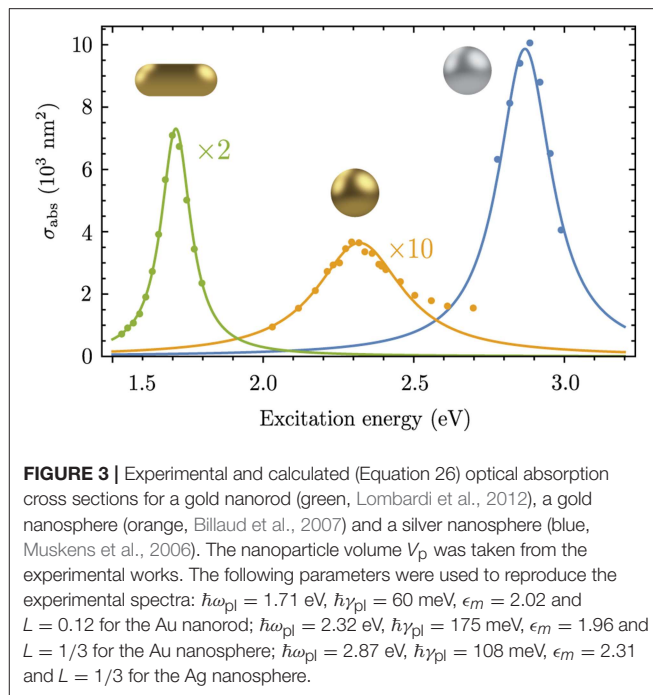 10
8
6
4
2
0
σabs (10³ nm²)
×2
×10
1.5 2.0 2.5 3.0
Excitation energy (eV)
FIGURE 3 | Experimental and calculated (Equation 26) optical absorption
cross sections for a gold nanorod (green, Lombardi et al., 2012), a gold
nanosphere (orange, Billaud et al., 2007) and a silver nanosphere (blue,
Muskens et al., 2006). The nanoparticle volume Vp was taken from the
experimental works. The following parameters were used to reproduce the
experimental spectra: ℏωpl = 1.71 eV, ℏγpl = 60 meV, ϵm = 2.02 and
L = 0.12 for the Au nanorod; ℏωpl = 2.32 eV, ℏγpl = 175 meV, ϵm = 1.96 and
L = 1/3 for the Au nanosphere; ℏωpl = 2.87 eV, ℏγpl = 108 meV, ϵm = 2.31
and L = 1/3 for the Ag nanosphere.